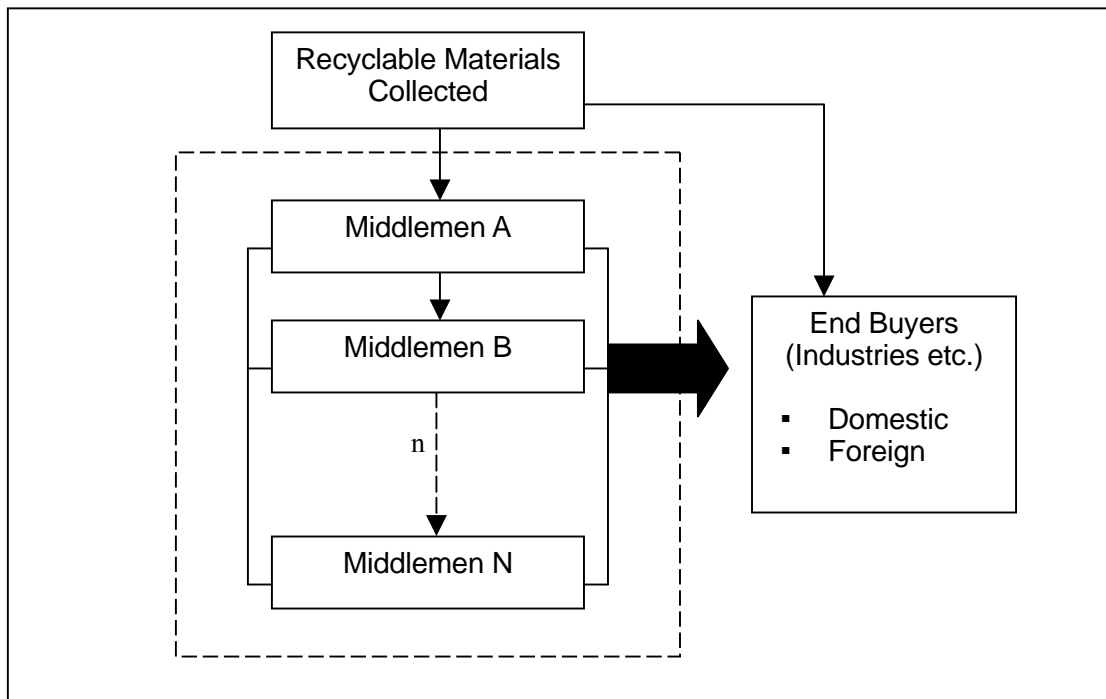 Recyclable Materials
Collected
Middlemen A
Middlemen B
n
Middlemen N
End Buyers
(Industries etc.)
▪ Domestic
▪ Foreign